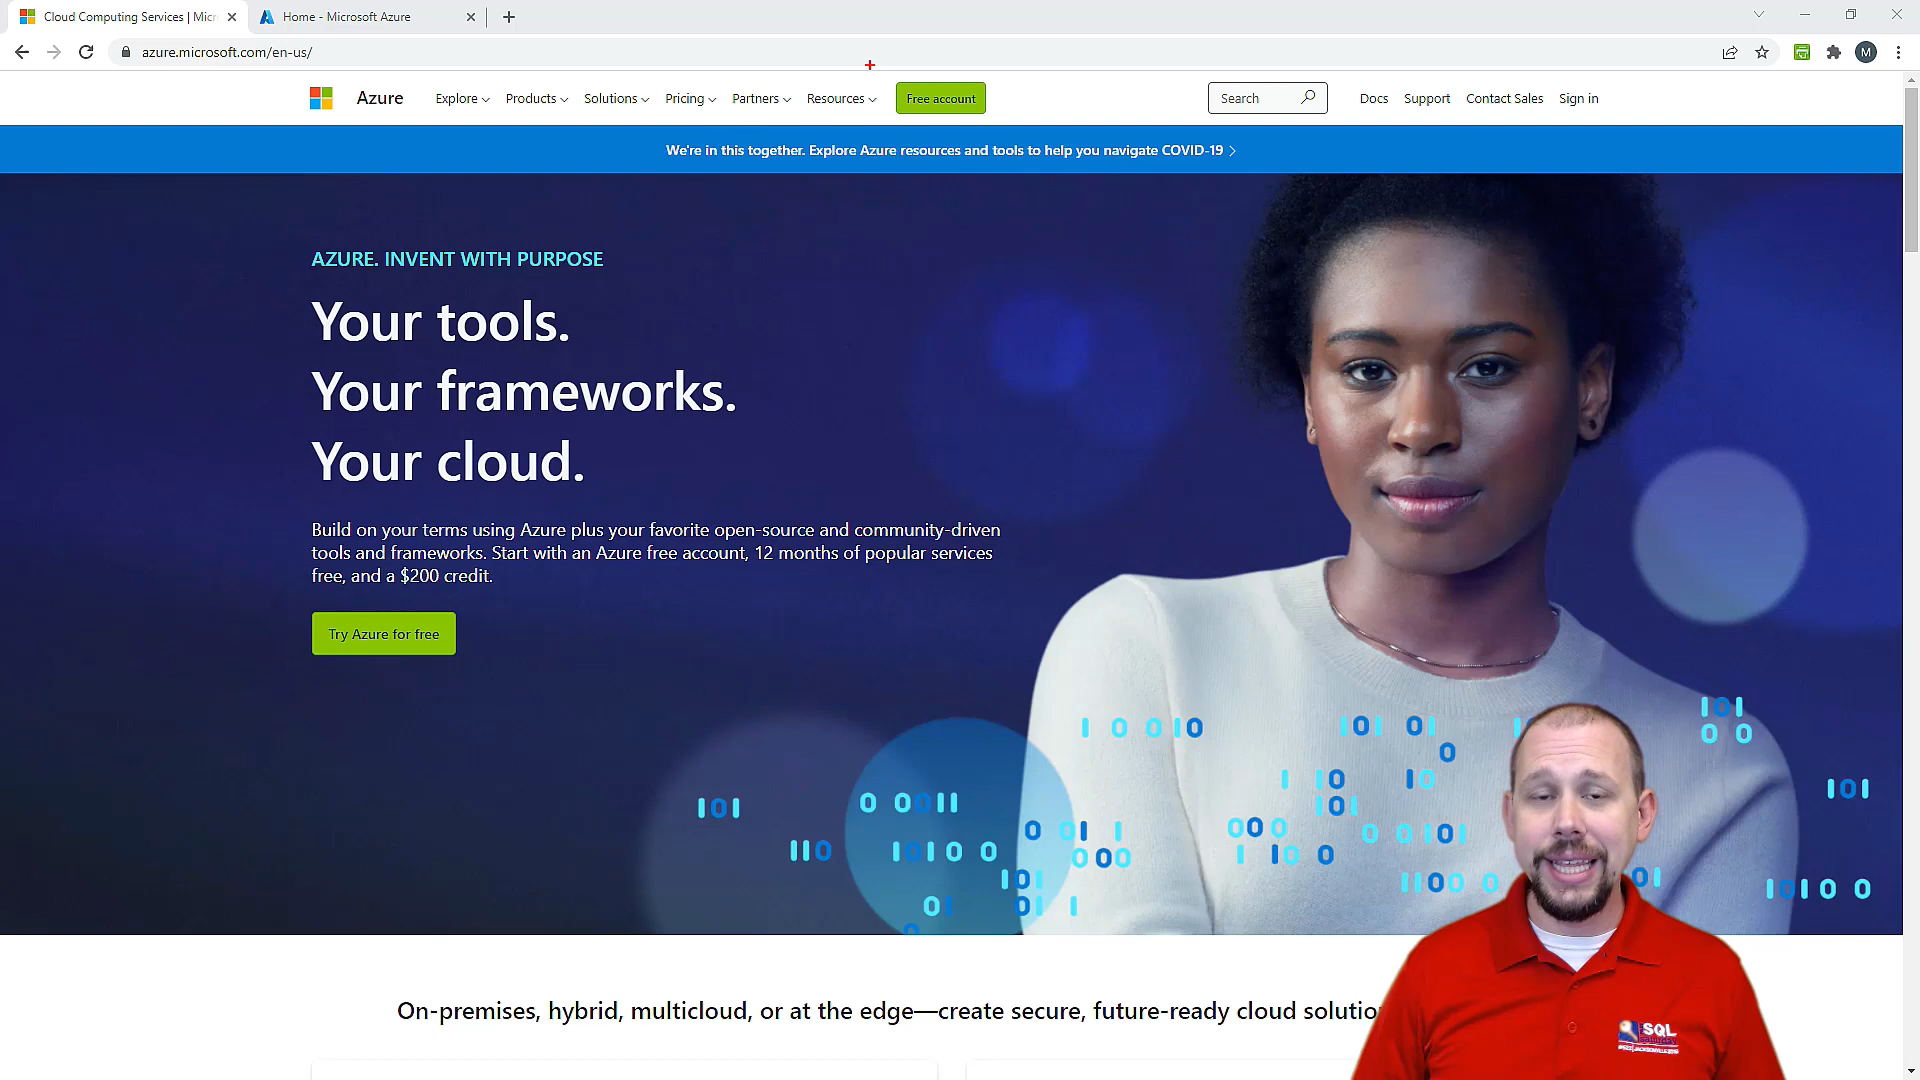 Cloud Computing Services | Micr
Home - Microsoft Azure
azure.microsoft.com/en-us/
M
Azure
Explore
Products
Solutions
Pricing
Partners
Resources
Free account
Search
Docs
Support
Contact Sales
Sign in
We're in this together. Explore Azure resources and tools to help you navigate COVID-19
AZURE. INVENT WITH PURPOSE
Your tools.
Your frameworks.
Your cloud.
Build on your terms using Azure plus your favorite open-source and community-driven
tools and frameworks. Start with an Azure free account, 12 months of popular services
free, and a $200 credit.
Try Azure for free
On-premises, hybrid, multicloud, or at the edge—create secure, future-ready cloud solutio
SQL